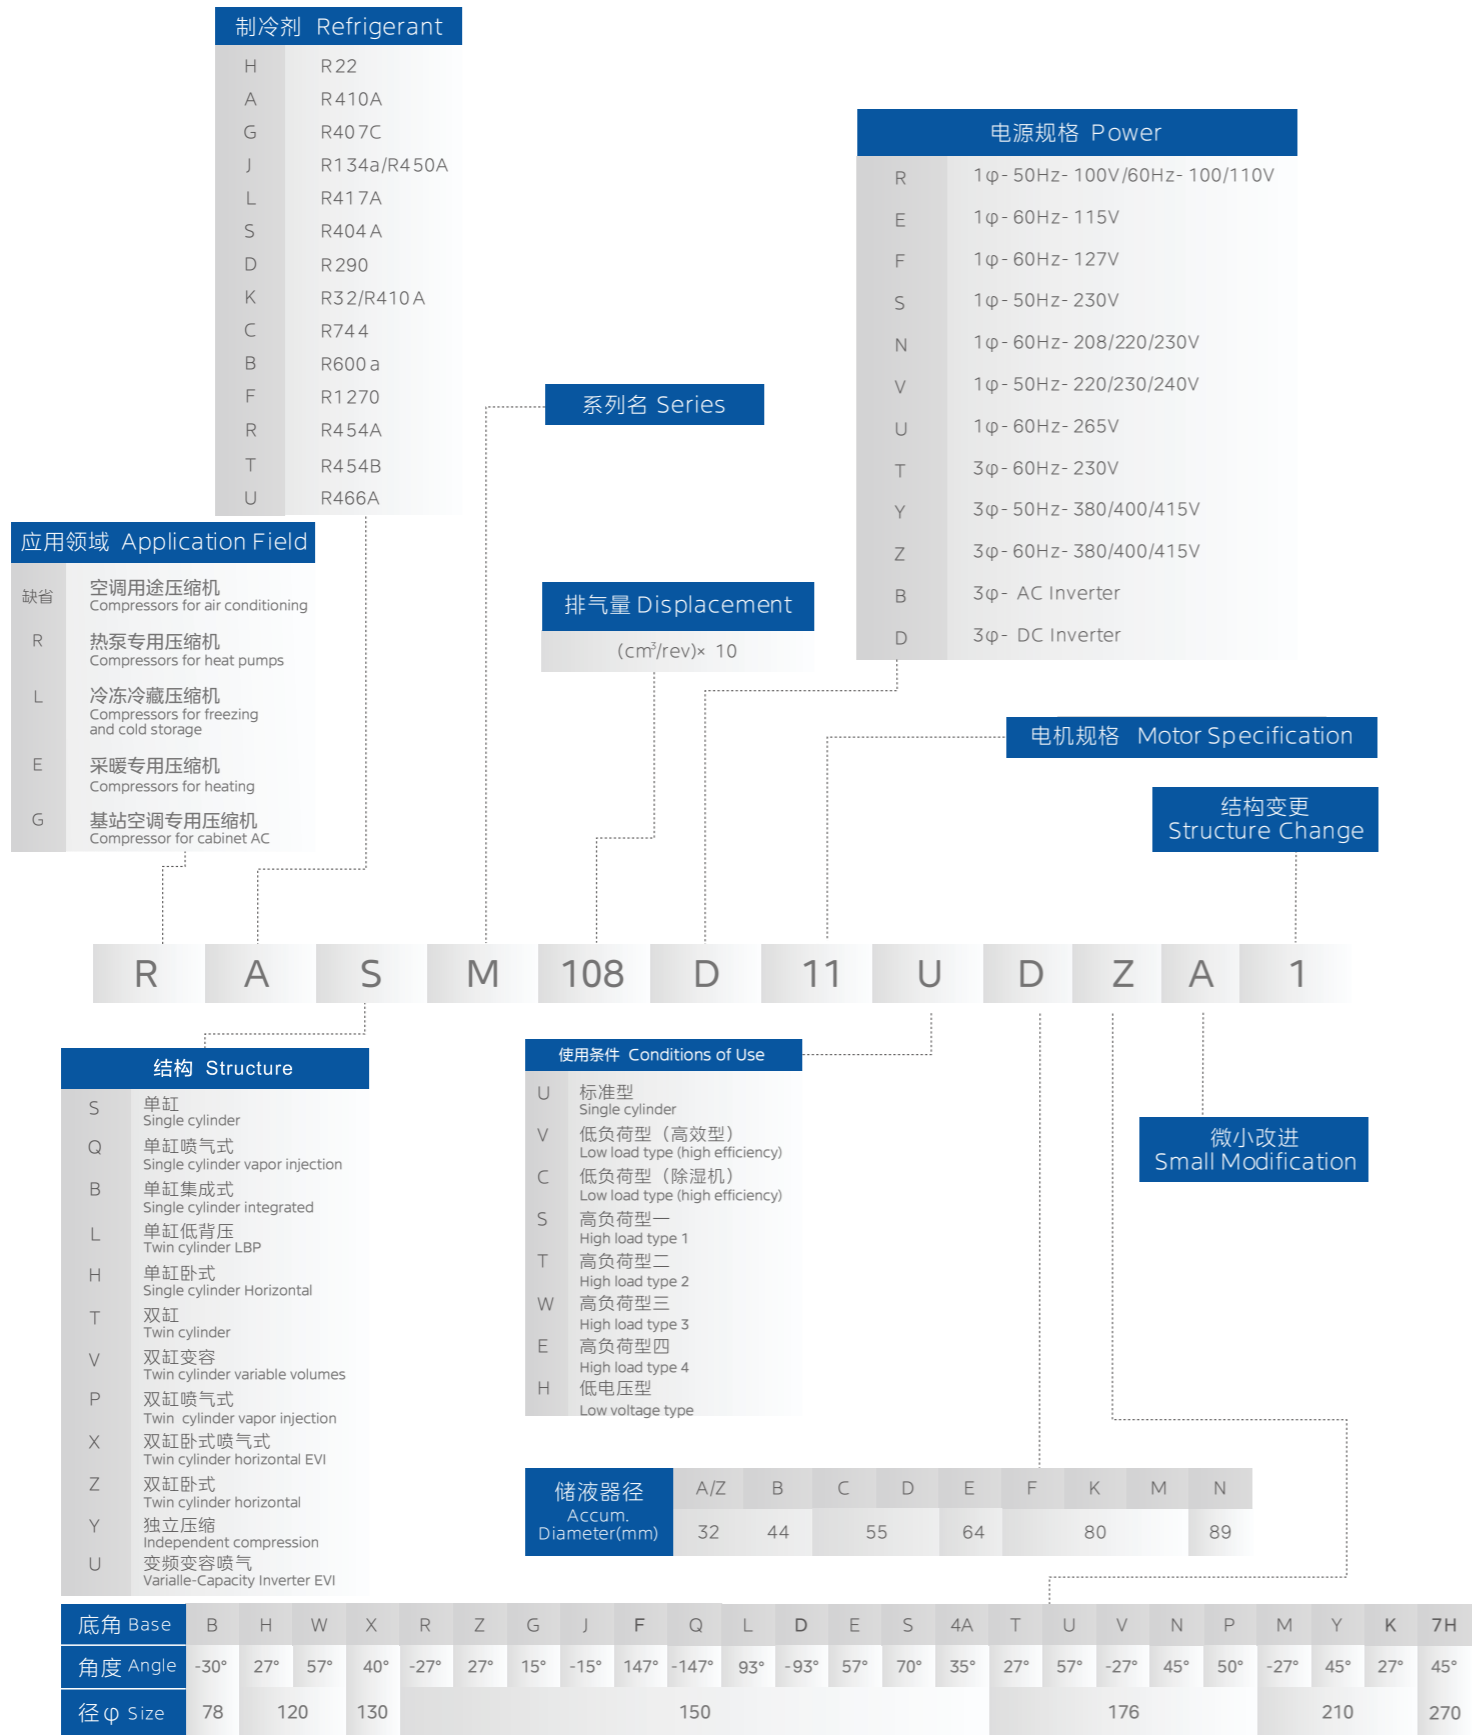 制冷剂 Refrigerant
H R22
A R410A
G R407C
J R134a/R450A
L R417A
S R404A
D R290
K R32/R410A
C R744
B R600a
F R1270
R R454A
T R454B
U R466A
电源规格 Power
R 1φ-50Hz-100V/60Hz-100/110V
E 1φ-60Hz-115V
F 1φ-60Hz-127V
S 1φ-50Hz-230V
N 1φ-60Hz-208/220/230V
V 1φ-50Hz-220/230/240V
U 1φ-60Hz-265V
T 3φ-60Hz-230V
Y 3φ-50Hz-380/400/415V
Z 3φ-60Hz-380/400/415V
B 3φ- AC Inverter
D 3φ- DC Inverter
系列名 Series
应用领域 Application Field
缺省 空调用途压缩机
Compressors for air conditioning
R 热泵专用压缩机
Compressors for heat pumps
L 冷冻冷藏压缩机
Compressors for freezing
and cold storage
E 采暖专用压缩机
Compressors for heating
G 基站空调专用压缩机
Compressor for cabinet AC
排气量 Displacement
(cm³/rev)× 10
电机规格 Motor Specification
结构变更
Structure Change
R A S M 108 D 11 U D Z A 1
结构 Structure
S 单缸
Single cylinder
Q 单缸喷气式
Single cylinder vapor injection
B 单缸集成式
Single cylinder integrated
L 单缸低背压
Twin cylinder LBP
H 单缸卧式
Single cylinder Horizontal
T 双缸
Twin cylinder
V 双缸变容
Twin cylinder variable volumes
P 双缸喷气式
Twin cylinder vapor injection
X 双缸卧式喷气式
Twin cylinder horizontal EVI
Z 双缸卧式
Twin cylinder horizontal
Y 独立压缩
Independent compression
U 变频变容喷气
Varialle-Capacity Inverter EVI
使用条件 Conditions of Use
U 标准型
Single cylinder
V 低负荷型（高效型）
Low load type (high efficiency)
C 低负荷型（除湿机）
Low load type (high efficiency)
S 高负荷型一
High load type 1
T 高负荷型二
High load type 2
W 高负荷型三
High load type 3
E 高负荷型四
High load type 4
H 低电压型
Low voltage type
微小改进
Small Modification
储液器径
Accum.
Diameter(mm)
A/Z B C D E F K M N
32 44 55 64 80 89
底角 Base B H W X R Z G J F Q L D E S 4A T U V N P M Y K 7H
角度 Angle -30° 27° 57° 40° -27° 27° 15° -15° 147° -147° 93° -93° 57° 70° 35° 27° 57° -27° 45° 50° -27° 45° 27° 45°
径φ Size 78 120 130 150 176 210 270